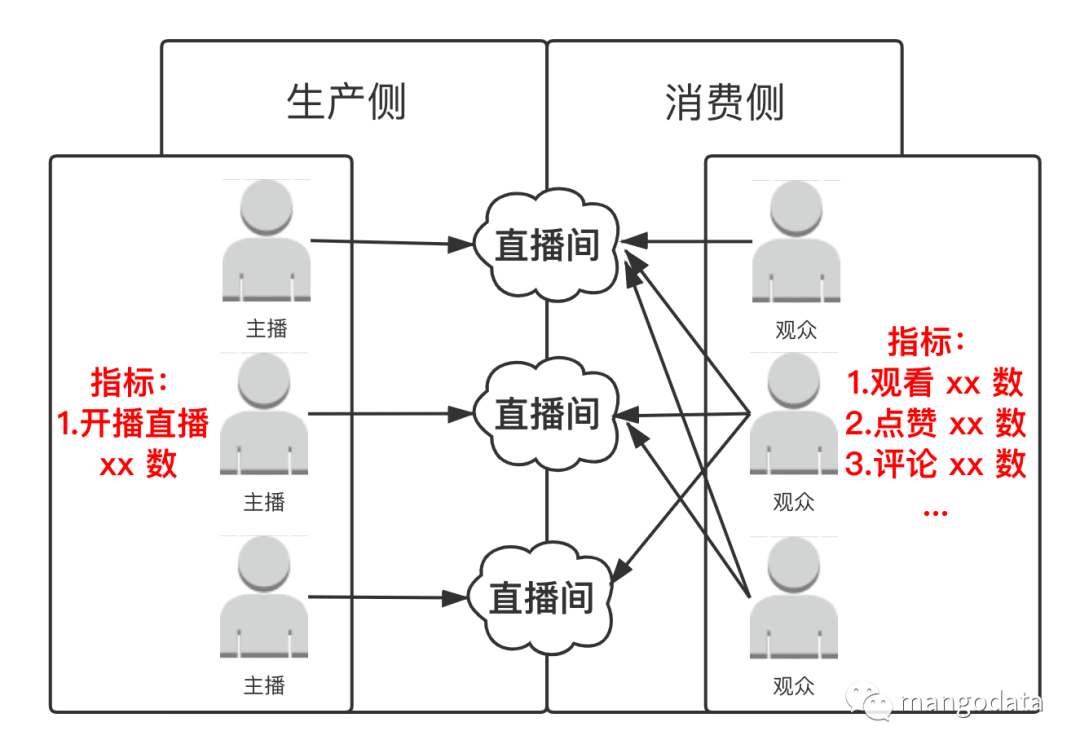 生产侧
消费侧
直播间
主播
观众
指标：
1.开播直播
xx 数
指标：
1.观看 xx 数
2.点赞 xx 数
3.评论 xx 数
...
直播间
主播
观众
直播间
主播
观众
mangodata